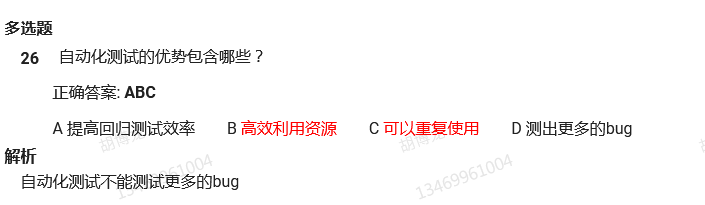 多选题
26 自动化测试的优势包含哪些？
正确答案: ABC
A 提高回归测试效率 B 高效利用资源 C 可以重复使用 D 测出更多的bug
解析
自动化测试不能测试更多的bug
13469961004
13469961004